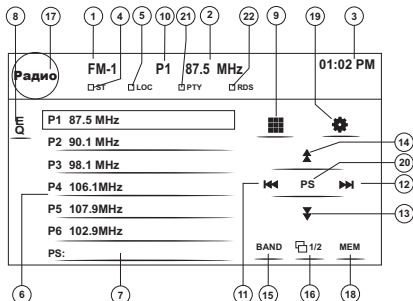 8 17 1 4 5 10 21 2 22 9 19 3
Радио FM-1 P1 87.5 MHz 01:02 PM
ST LOC PTY RDS
EQ
P1 87.5 MHz
P2 90.1 MHz
P3 98.1 MHz
P4 106.1MHz
P5 107.9MHz
P6 102.9MHz
PS:
14
20
PS
12
13
BAND 1/2 MEM
6 7 11 15 16 18